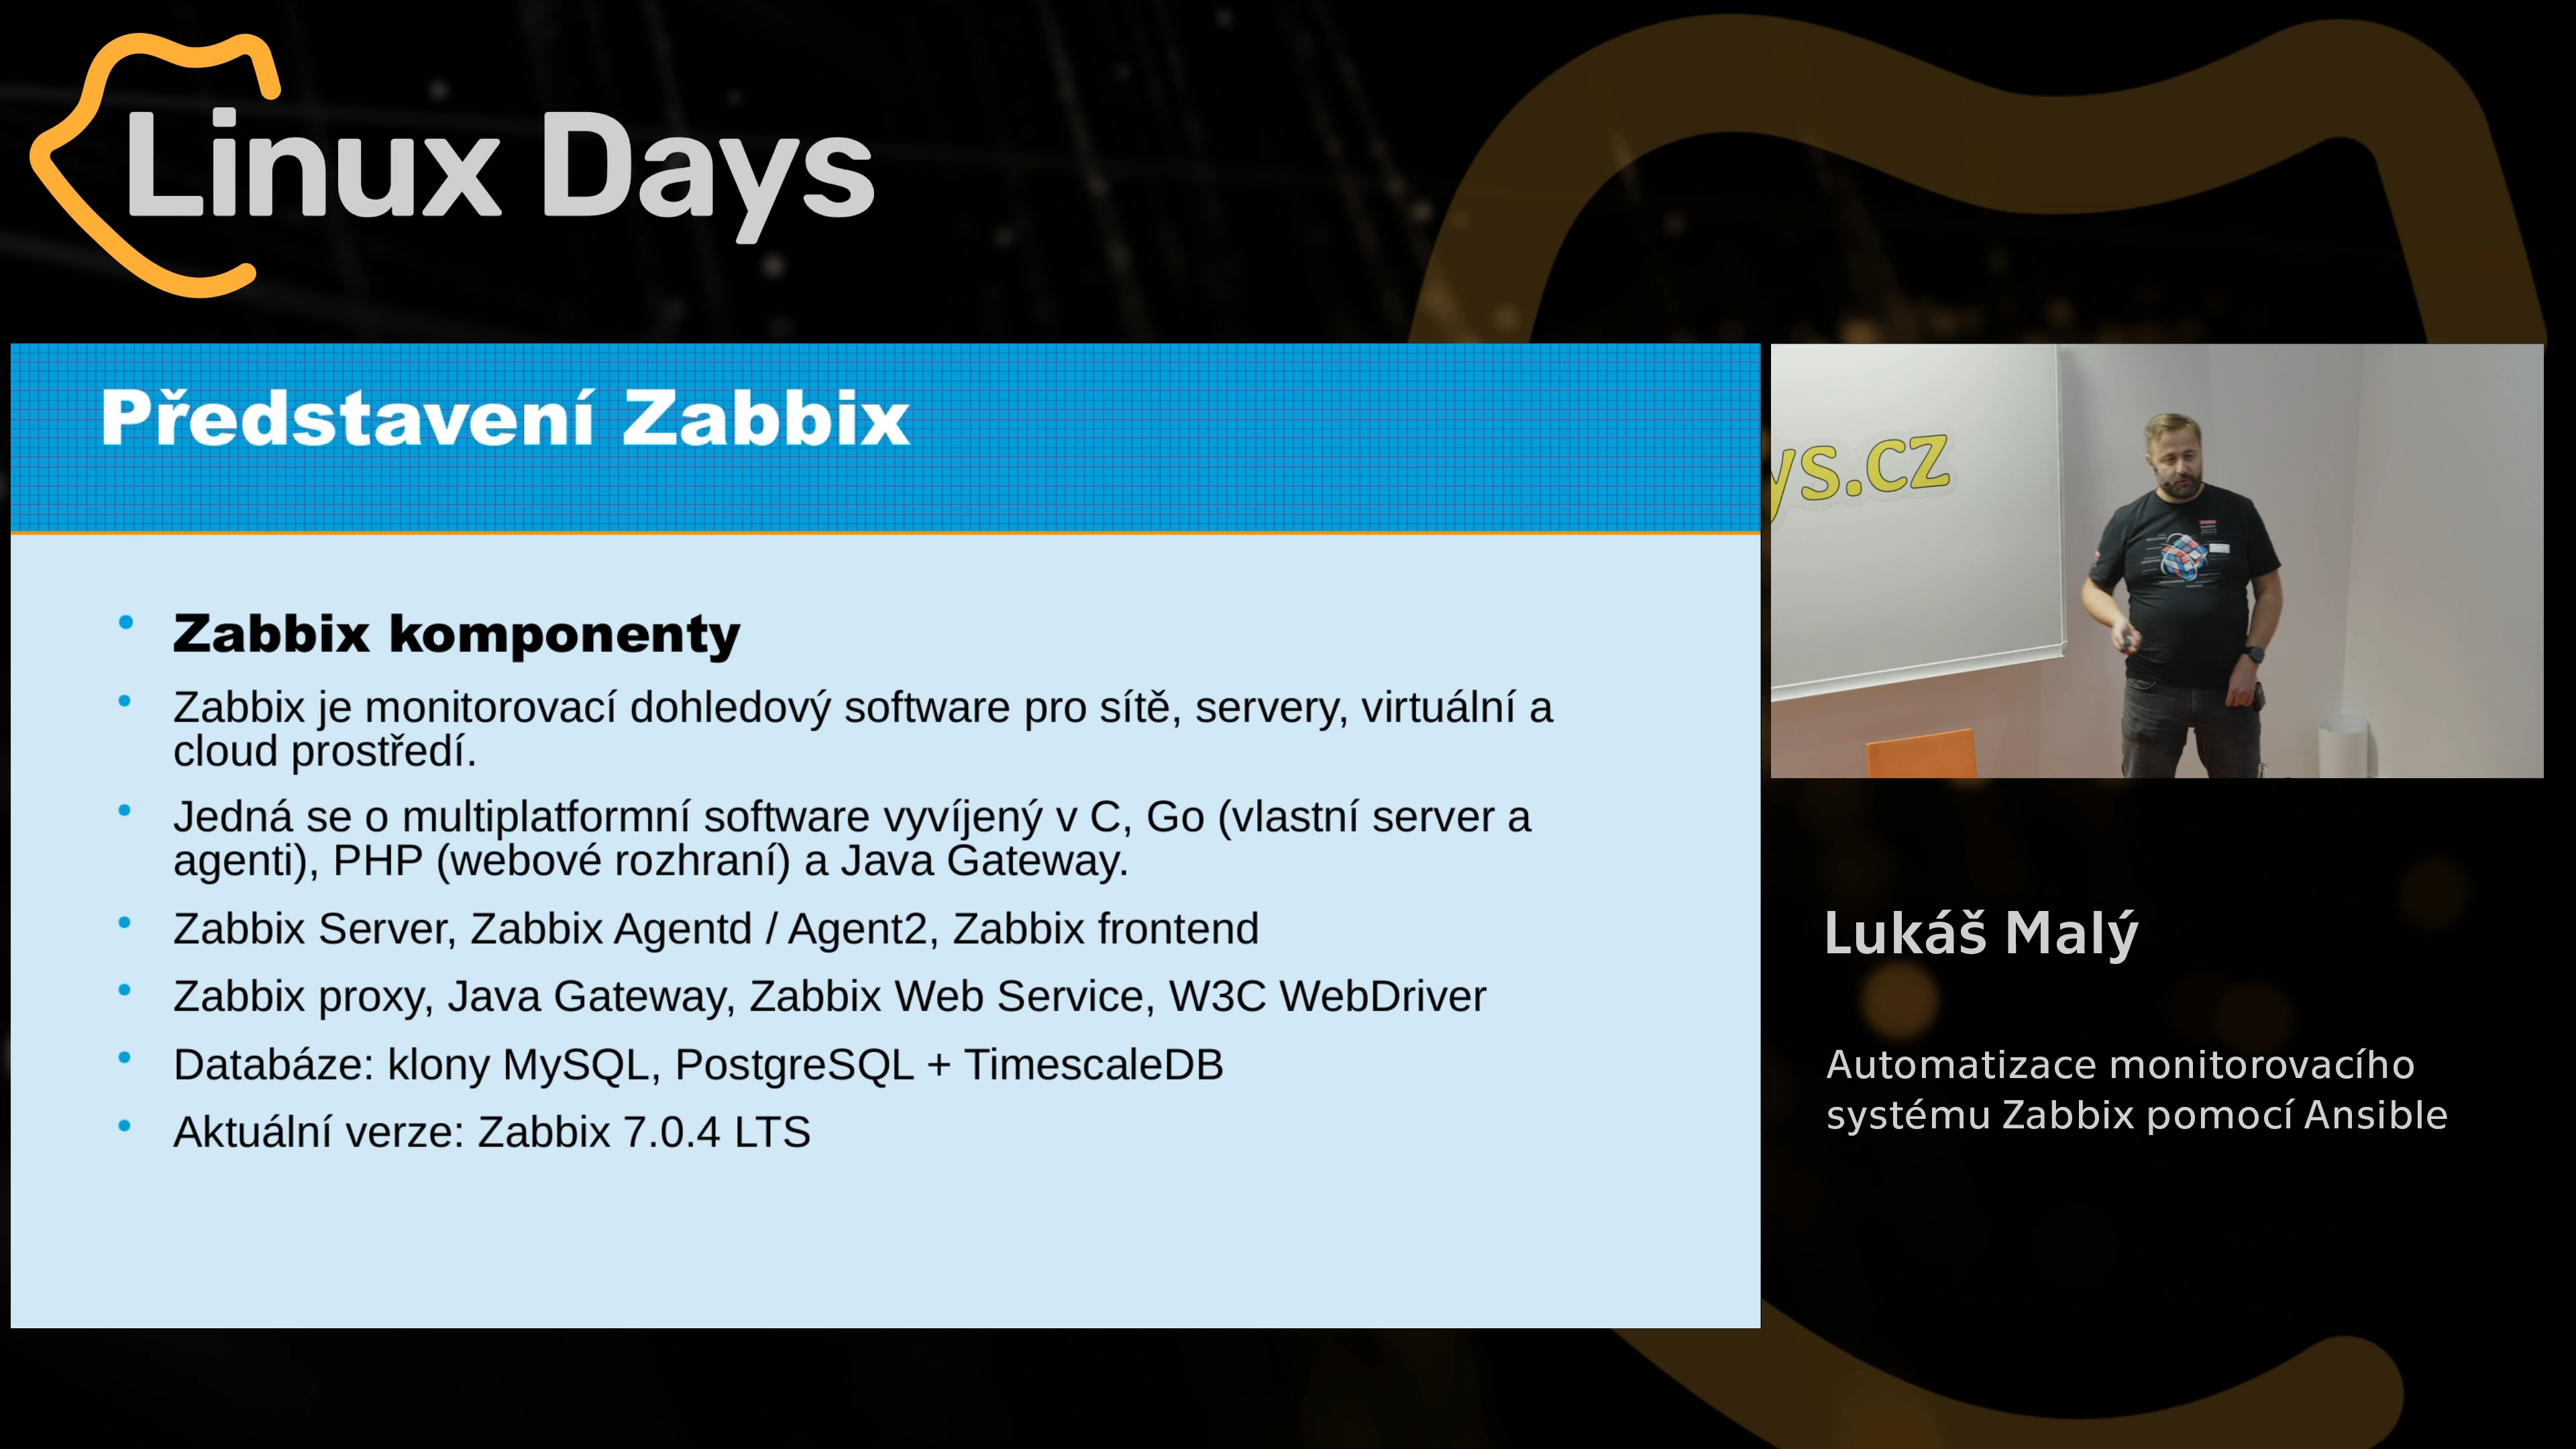 Linux Days
Představení Zabbix
Zabbix komponenty
Zabbix je monitorovací dohledový software pro sítě, servery, virtuální a
cloud prostředí.
Jedná se o multiplatformní software vyvíjený v C, Go (vlastní server a
agenti), PHP (webové rozhraní) a Java Gateway.
Zabbix Server, Zabbix Agentd / Agent2, Zabbix frontend
Zabbix proxy, Java Gateway, Zabbix Web Service, W3C WebDriver
Databáze: klony MySQL, PostgreSQL + TimescaleDB
Aktuální verze: Zabbix 7.0.4 LTS
ys.cz
Lukáš Malý
Automatizace monitorovacího
systému Zabbix pomocí Ansible